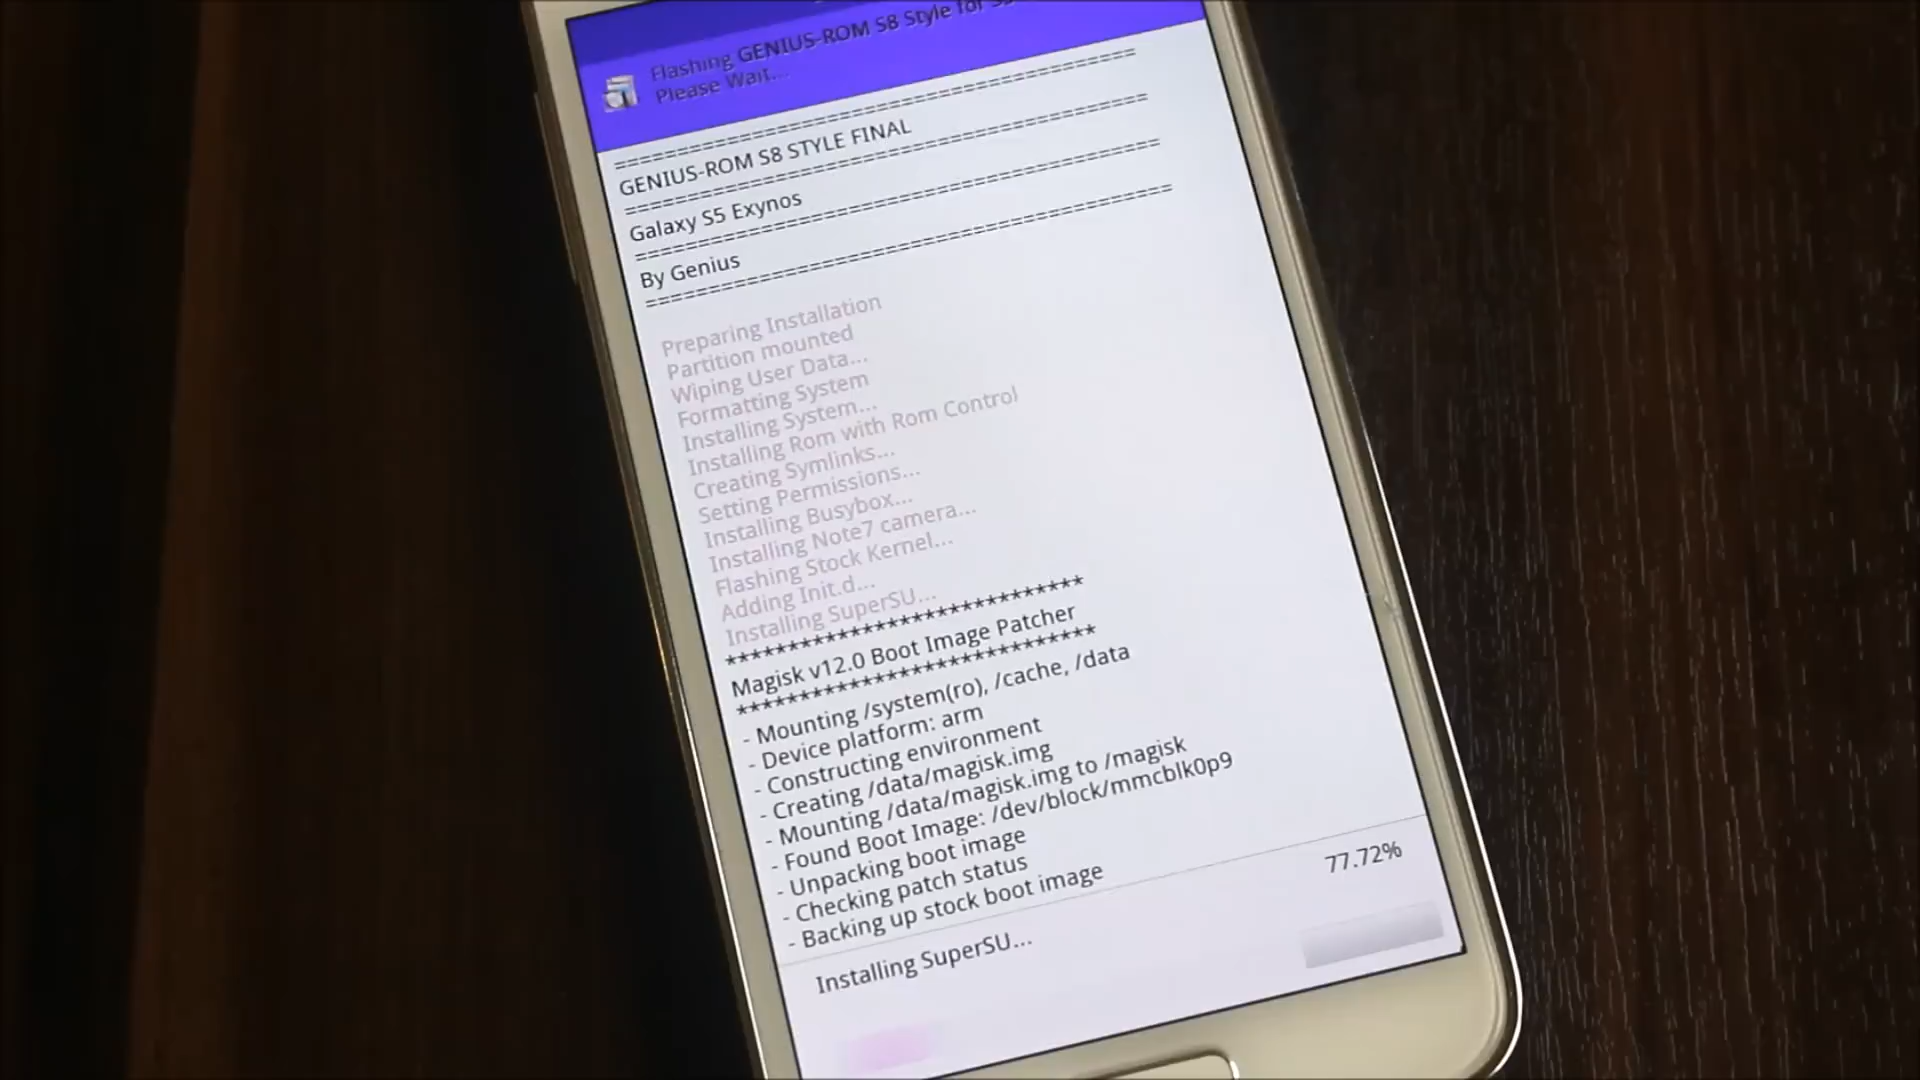 Flashing GENIUS-ROM S8 Style for
Please Wait...
================================================
GENIUS-ROM S8 STYLE FINAL
================================================
Galaxy S5 Exynos
================================================
By Genius
================================================
Preparing Installation
Partition mounted
Wiping User Data...
Formatting System
Installing System...
Installing Rom with Rom Control
Creating Symlinks...
Setting Permissions...
Installing Busybox...
Installing Note7 camera...
Flashing Stock Kernel...
Adding Init.d...
Installing SuperSU...
****************************
Magisk v12.0 Boot Image Patcher
****************************
- Mounting /system(ro), /cache, /data
- Device platform: arm
- Constructing environment
- Creating /data/magisk.img
- Mounting /data/magisk.img to /magisk
- Found Boot Image: /dev/block/mmcblk0p9
- Unpacking boot image
- Checking patch status
- Backing up stock boot image
77.72%
Installing SuperSU...